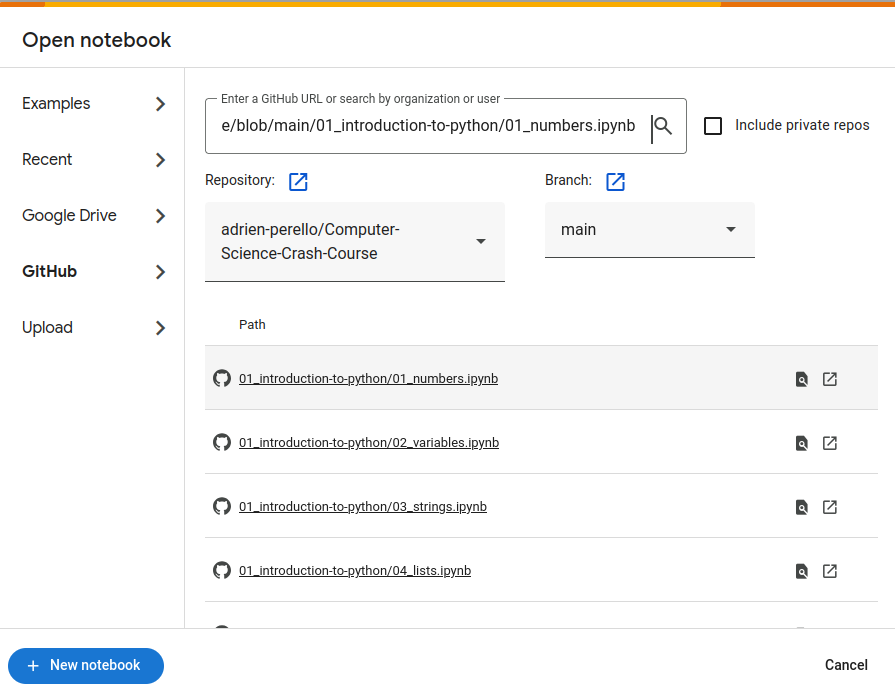 Open notebook
Examples
Recent
Google Drive
GitHub
Upload
Enter a GitHub URL or search by organization or user
e/blob/main/01_introduction-to-python/01_numbers.ipynb
Include private repos
Repository:
Branch:
adrien-perello/Computer-
Science-Crash-Course
main
Path
01_introduction-to-python/01_numbers.ipynb
01_introduction-to-python/02_variables.ipynb
01_introduction-to-python/03_strings.ipynb
01_introduction-to-python/04_lists.ipynb
+ New notebook
Cancel